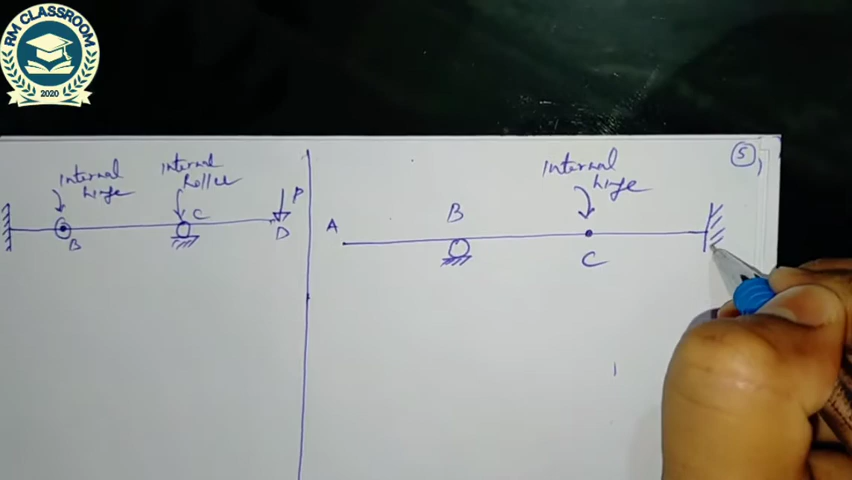 RM CLASSROOM
2020
internal
hinge
internal
roller
P
B
C
D
5,
internal
hinge
A
B
C